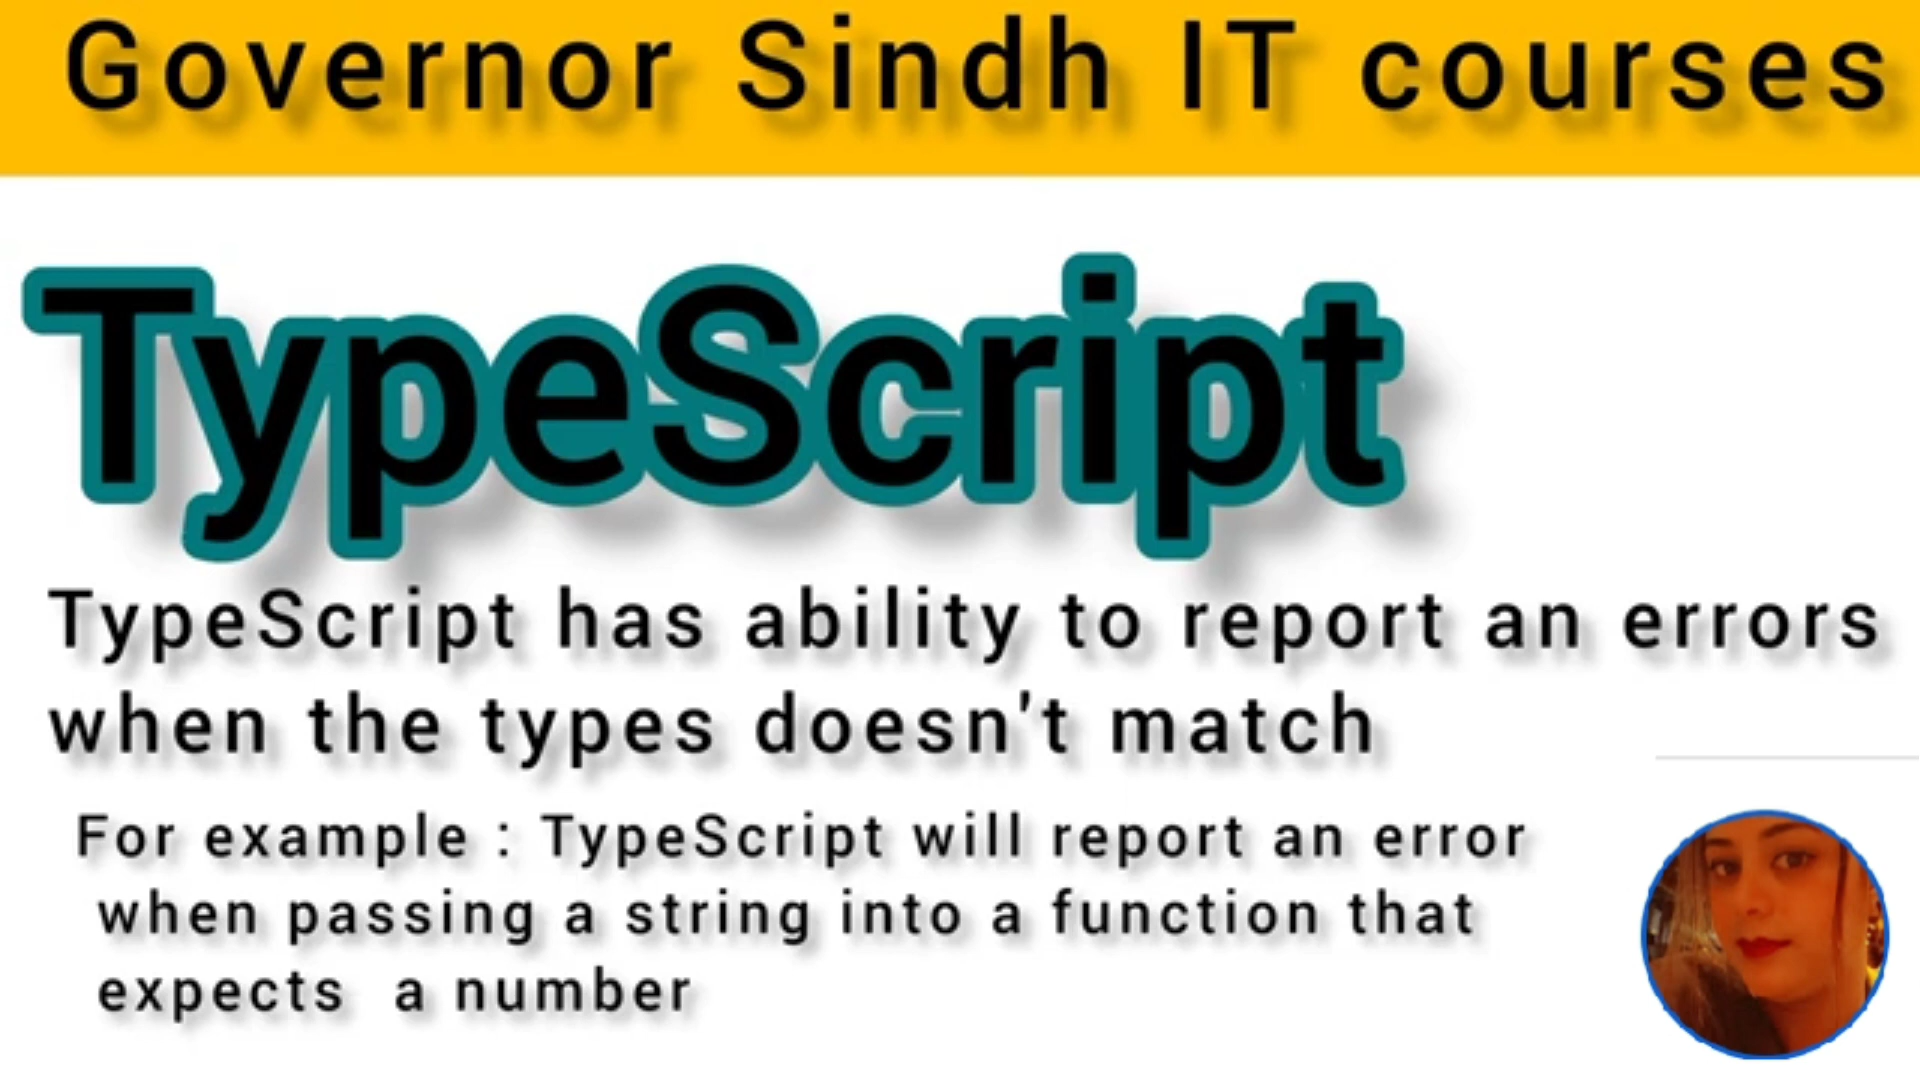 Governor Sindh IT courses
TypeScript
TypeScript has ability to report an errors
when the types doesn't match
For example : TypeScript will report an error
when passing a string into a function that
expects a number